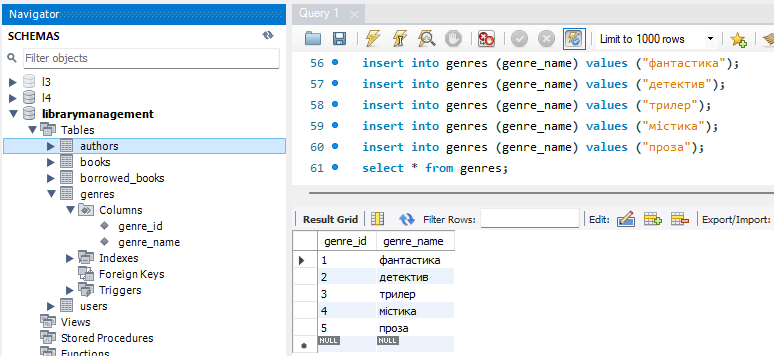 Navigator
SCHEMAS
Filter objects
l3
l4
librarymanagement
Tables
authors
books
borrowed_books
genres
Columns
genre_id
genre_name
Indexes
Foreign Keys
Triggers
users
Views
Stored Procedures
Functions
Query 1
Limit to 1000 rows
56 insert into genres (genre_name) values ("фантастика");
57 insert into genres (genre_name) values ("детектив");
58 insert into genres (genre_name) values ("трилер");
59 insert into genres (genre_name) values ("містика");
60 insert into genres (genre_name) values ("проза");
61 select * from genres;
Result Grid Filter Rows: Edit: Export/Import:
genre_id genre_name
1 фантастика
2 детектив
3 трилер
4 містика
5 проза
NULL NULL